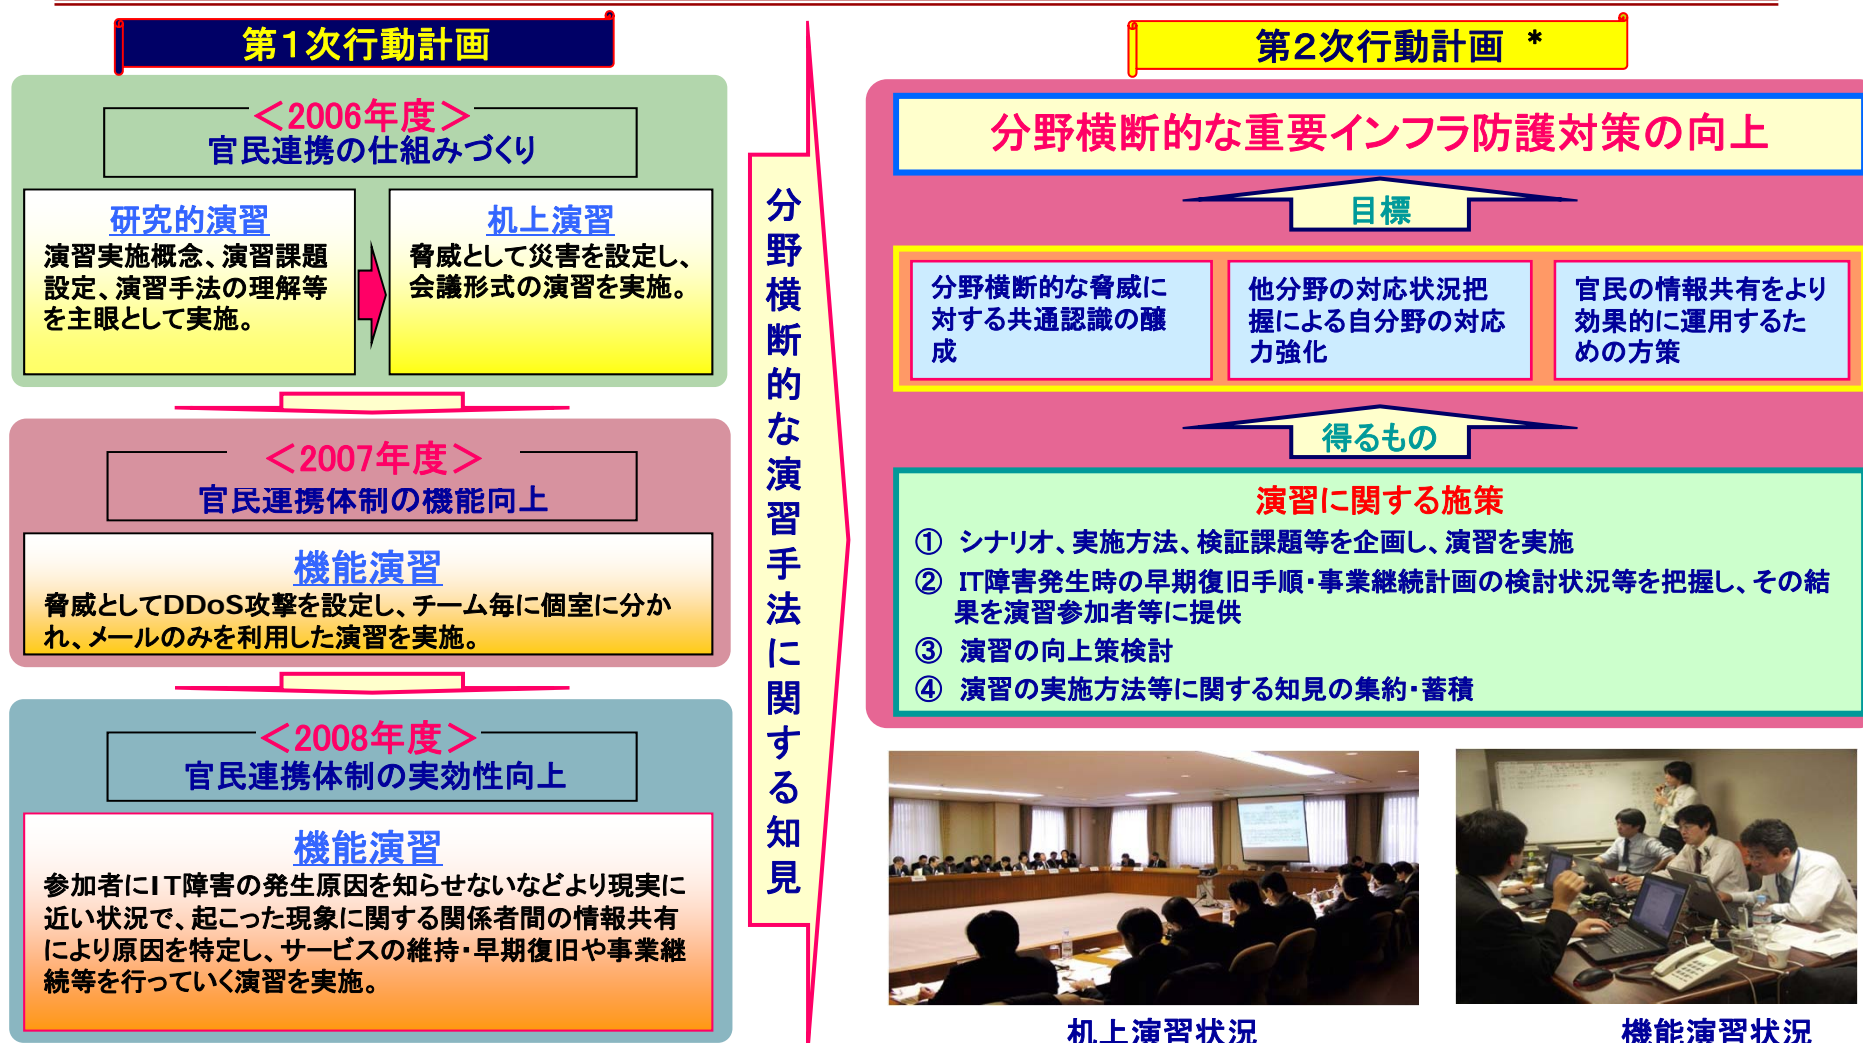 第1次行動計画
＜2006年度＞
官民連携の仕組みづくり
研究的演習
演習実施概念、演習課題
設定、演習手法の理解等
を主眼として実施。
机上演習
脅威として災害を設定し、
会議形式の演習を実施。
＜2007年度＞
官民連携体制の機能向上
機能演習
脅威としてDDoS攻撃を設定し、チーム毎に個室に分か
れ、メールのみを利用した演習を実施。
＜2008年度＞
官民連携体制の実効性向上
機能演習
参加者にIT障害の発生原因を知らせないなどより現実に
近い状況で、起こった現象に関する関係者間の情報共有
により原因を特定し、サービスの維持・早期復旧や事業継
続等を行っていく演習を実施。
分野横断的な演習手法に関する知見
第2次行動計画 *
分野横断的な重要インフラ防護対策の向上
目標
分野横断的な脅威に
対する共通認識の醸
成
他分野の対応状況把
握による自分野の対応
力強化
官民の情報共有をより
効果的に運用するた
めの方策
得るもの
演習に関する施策
① シナリオ、実施方法、検証課題等を企画し、演習を実施
② IT障害発生時の早期復旧手順・事業継続計画の検討状況等を把握し、その結
果を演習参加者等に提供
③ 演習の向上策検討
④ 演習の実施方法等に関する知見の集約・蓄積
机上演習状況
機能演習状況